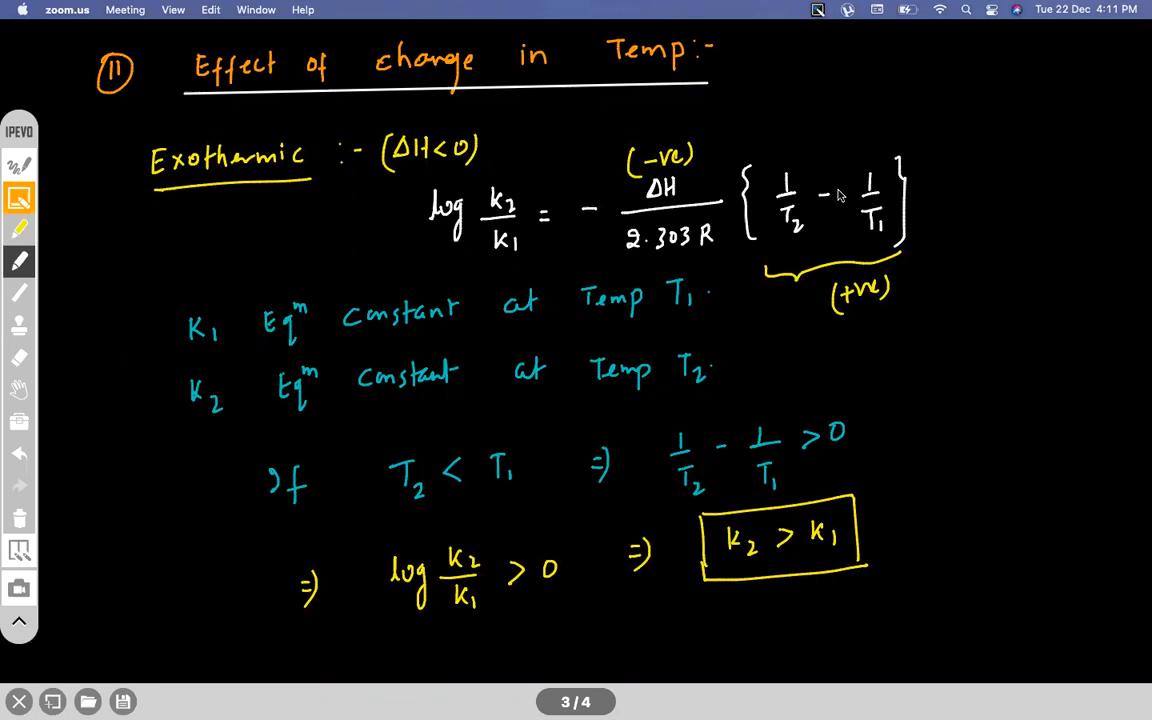 zoom.us Meeting View Edit Window Help Tue 22 Dec 4:11 PM
IPEVO
11 Effect of change in Temp:-
Exothermic :- (ΔH<0)
(-ve)
log K2/K1 = - ΔH/2.303 R { 1/T2 - 1/T1 }
(+ve)
K1 Eqm constant at Temp T1.
K2 Eqm constant at Temp T2.
If T2 < T1 ⇒ 1/T2 - 1/T1 > 0
⇒ log K2/K1 > 0 ⇒ K2 > K1
3 / 4